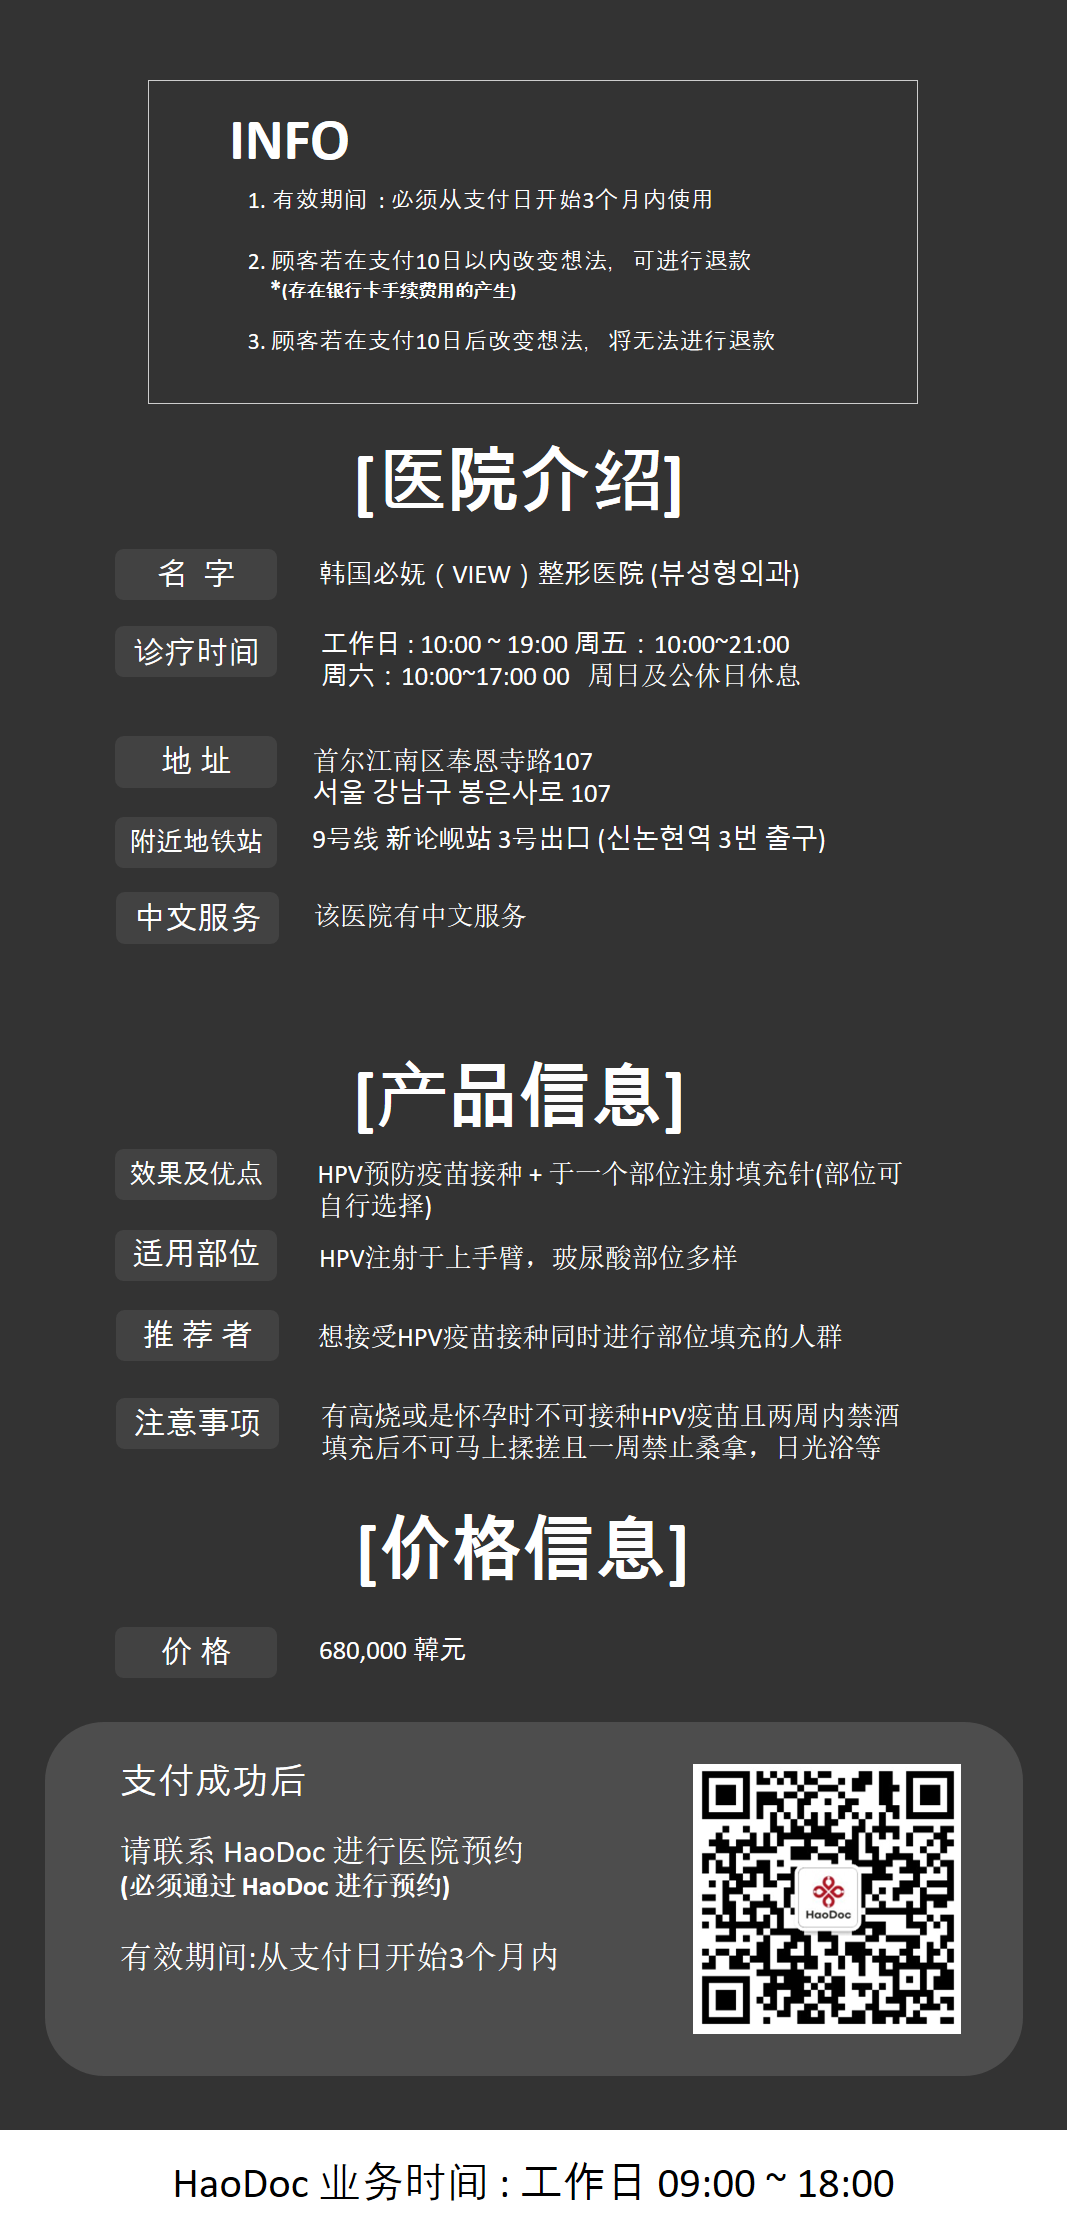 INFO
1. 有效期间 : 必须从支付日开始3个月内使用
2. 顾客若在支付10日以内改变想法, 可进行退款
*(存在银行卡手续费用的产生)
3. 顾客若在支付10日后改变想法, 将无法进行退款
[医院介绍]
名 字
韩国必妩（VIEW）整形医院 (뷰성형외과)
诊疗时间
工作日 : 10:00 ~ 19:00 周五：10:00~21:00
周六：10:00~17:00 00 周日及公休日休息
地 址
首尔江南区奉恩寺路107
서울 강남구 봉은사로 107
附近地铁站
9号线 新论岘站 3号出口 (신논현역 3번 출구)
中文服务
该医院有中文服务
[产品信息]
效果及优点
HPV预防疫苗接种 + 于一个部位注射填充针(部位可
自行选择)
适用部位
HPV注射于上手臂，玻尿酸部位多样
推 荐 者
想接受HPV疫苗接种同时进行部位填充的人群
注意事项
有高烧或是怀孕时不可接种HPV疫苗且两周内禁酒
填充后不可马上揉搓且一周禁止桑拿，日光浴等
[价格信息]
价 格
680,000 韓元
支付成功后
请联系 HaoDoc 进行医院预约
(必须通过 HaoDoc 进行预约)
有效期间:从支付日开始3个月内
HaoDoc
HaoDoc 业务时间 : 工作日 09:00 ~ 18:00